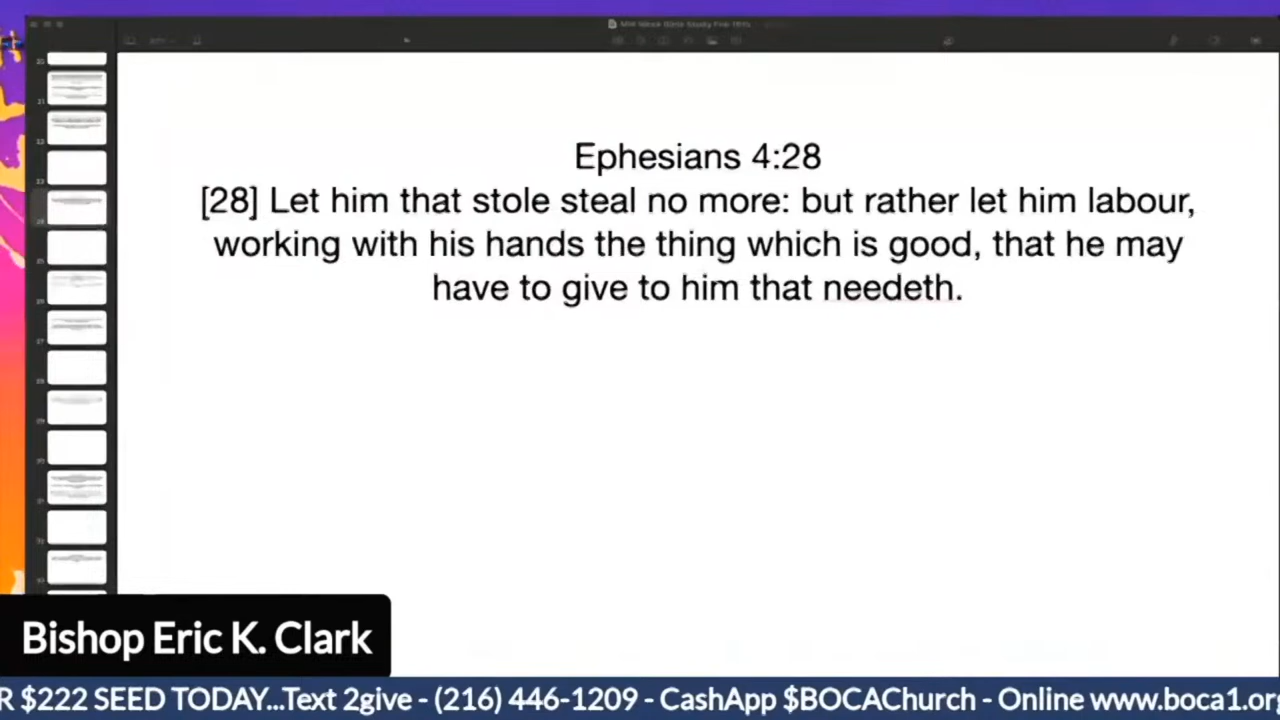 Ephesians 4:28
[28] Let him that stole steal no more: but rather let him labour,
working with his hands the thing which is good, that he may
have to give to him that needeth.
Bishop Eric K. Clark
R $222 SEED TODAY...Text 2give - (216) 446-1209 - CashApp $BOCAChurch - Online www.boca1.org